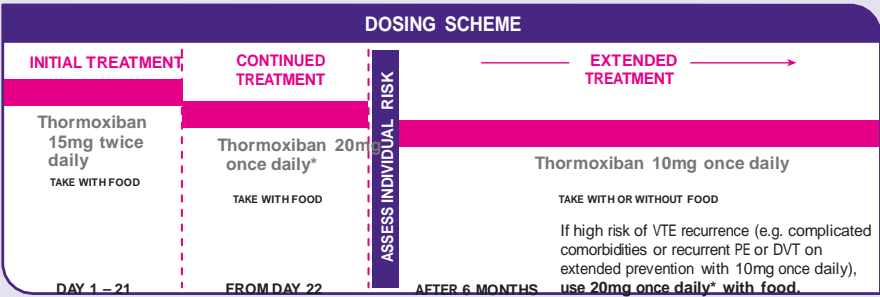 DOSING SCHEME
INITIAL TREATMENT
Thormoxiban
15mg twice
daily
TAKE WITH FOOD
DAY 1 – 21
CONTINUED
TREATMENT
Thormoxiban 20mg
once daily*
TAKE WITH FOOD
FROM DAY 22
ASSESS INDIVIDUAL RISK
EXTENDED
TREATMENT
Thormoxiban 10mg once daily
TAKE WITH OR WITHOUT FOOD
If high risk of VTE recurrence (e.g. complicated
comorbidities or recurrent PE or DVT on
extended prevention with 10mg once daily),
use 20mg once daily* with food.
AFTER 6 MONTHS